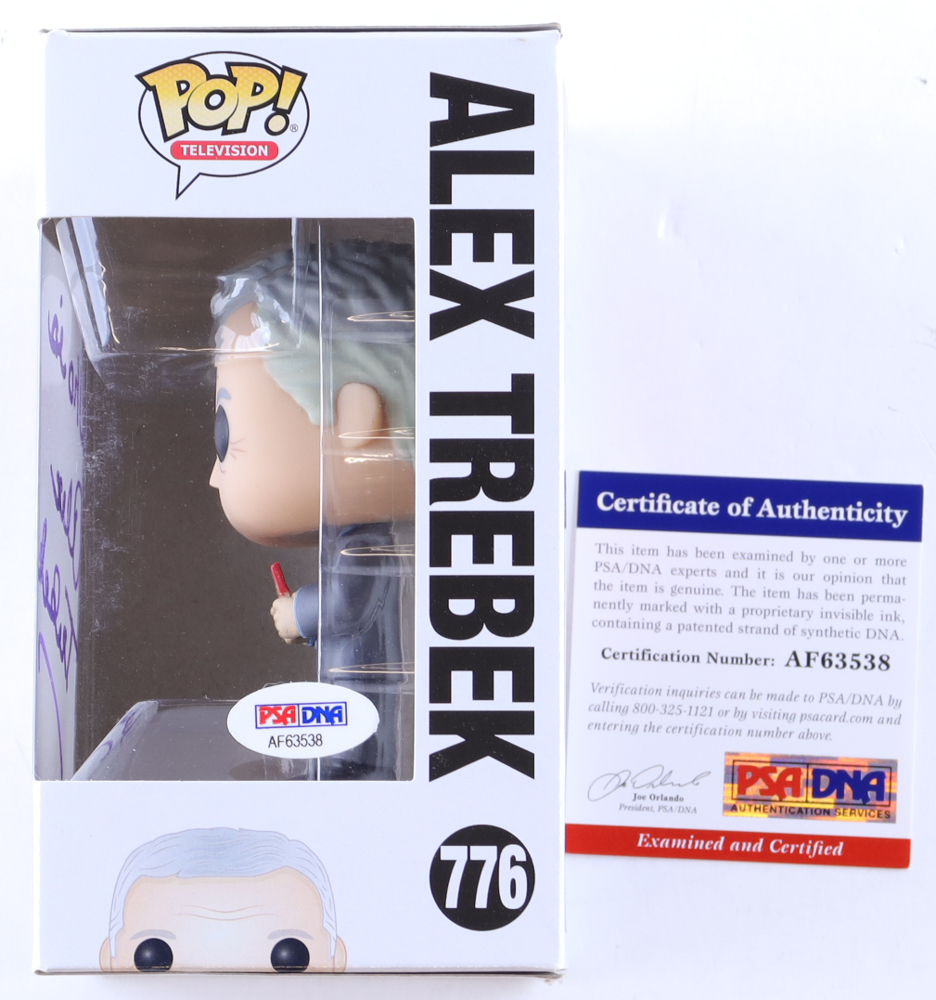 POP!®
TELEVISION
ALEX TREBEK
776
PSA DNA
AF63538
Certificate of Authenticity
This item has been examined by one or more
PSA/DNA experts and it is our opinion that
the item is genuine. The item has been perma-
nently marked with a proprietary invisible ink,
containing a patented strand of synthetic DNA.
Certification Number: AF63538
Verification inquiries can be made to PSA/DNA by
calling 800-325-1121 or by visiting psacard.com and
entering the certification number above.
Joe Orlando
President, PSA/DNA
PSA DNA
AUTHENTICATION SERVICES
Examined and Certified